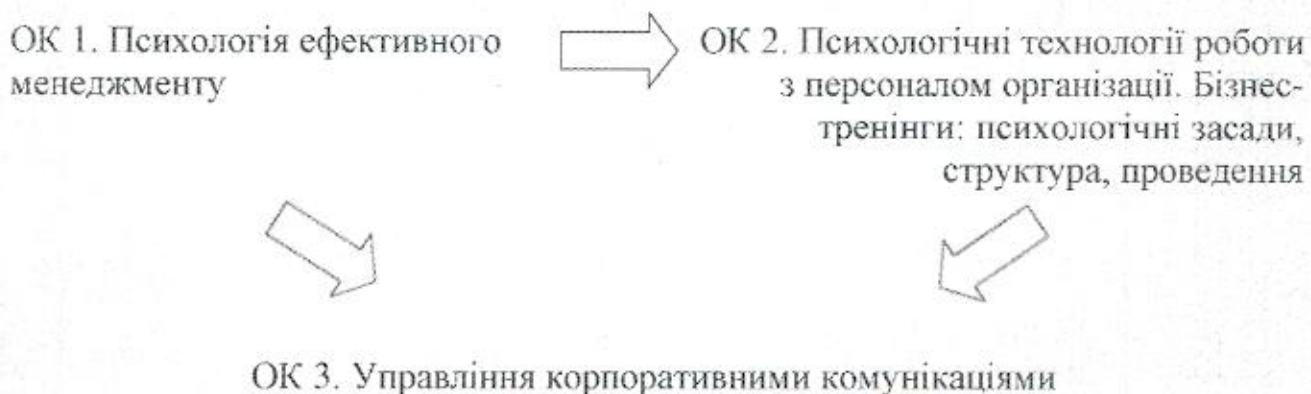 ОК 1. Психологія ефективного
менеджменту
ОК 2. Психологічні технології роботи
з персоналом організації. Бізнес-
тренінги: психологічні засади,
структура, проведення
ОК 3. Управління корпоративними комунікаціями